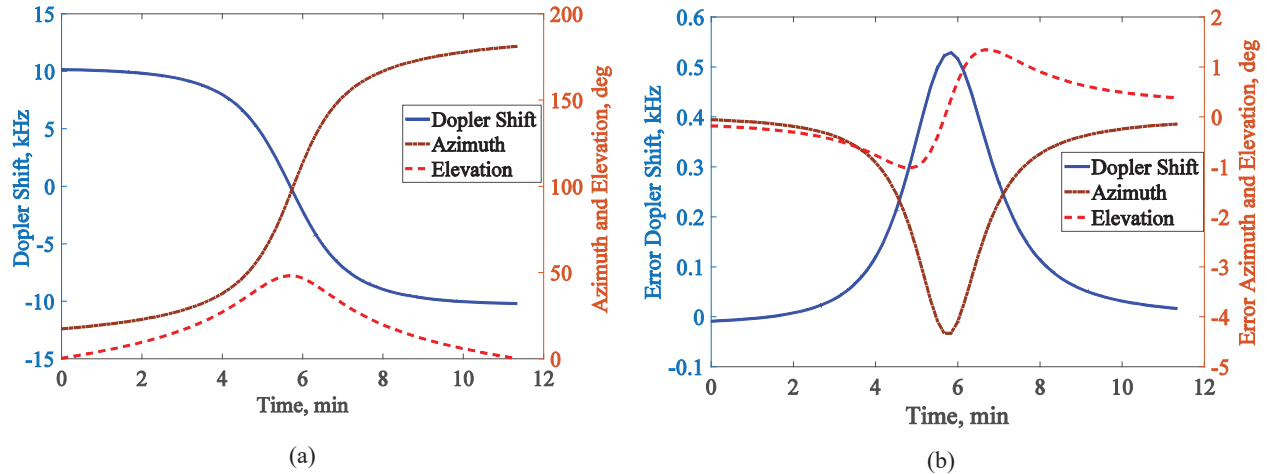 15
10
5
0
-5
-10
-15
Dopler Shift, kHz
200
150
100
50
0
Azimuth and Elevation, deg
Dopler Shift
Azimuth
Elevation
0 2 4 6 8 10 12
Time, min
(a)
0.6
0.5
0.4
0.3
0.2
0.1
0
-0.1
Error Dopler Shift, kHz
2
1
0
-1
-2
-3
-4
-5
Error Azimuth and Elevation, deg
Dopler Shift
Azimuth
Elevation
0 2 4 6 8 10 12
Time, min
(b)